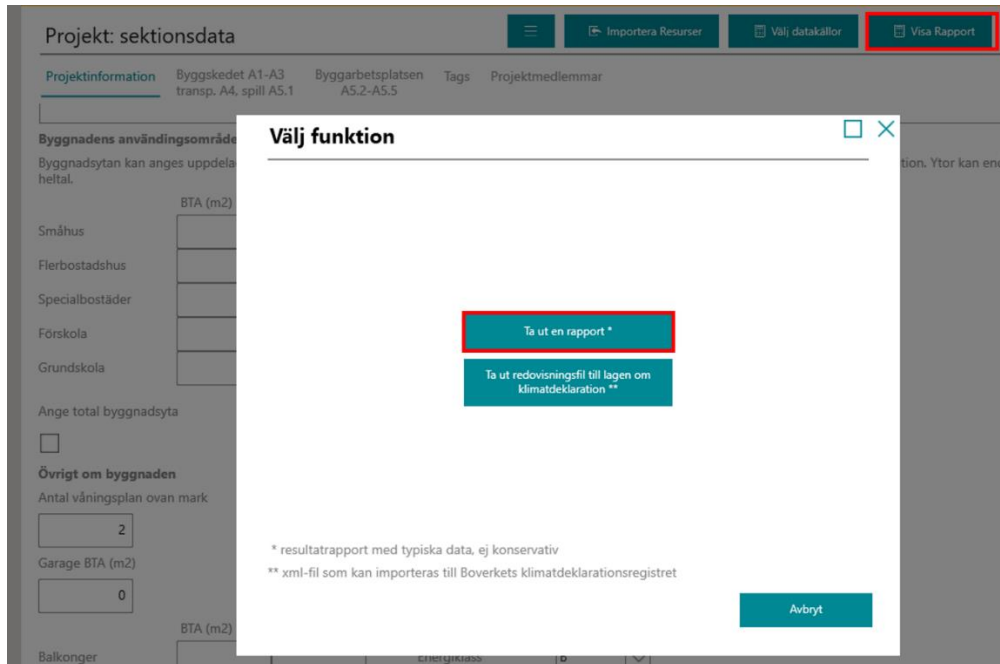 Projekt: sektionsdata
Importera Resurser
Välj datakällor
Visa Rapport
Projektinformation
Byggskedet A1-A3
transp. A4, spill A5.1
Byggarbetsplatsen
A5.2-A5.5
Tags
Projektmedlemmar
Byggnadens användingsområde
Byggnadsytan kan anges uppdela
tion. Ytor kan end
heltal.
BTA (m2)
Småhus
Flerbostadshus
Specialbostäder
Förskola
Grundskola
Ange total byggnadsyta
Övrigt om byggnaden
Antal våningsplan ovan mark
2
Garage BTA (m2)
0
BTA (m2)
Balkonger
Energiklass
Välj funktion
Ta ut en rapport *
Ta ut redovisningsfil till lagen om
klimatdeklaration **
* resultatrapport med typiska data, ej konservativ
** xml-fil som kan importeras till Boverkets klimatdeklarationsregistret
Avbryt